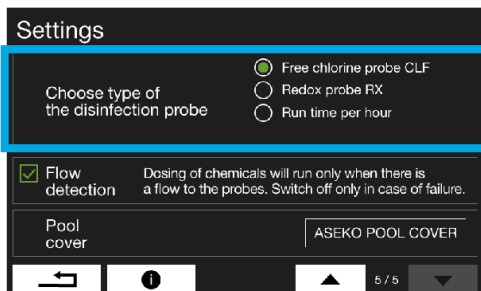 Settings
Choose type of
the disinfection probe
Free chlorine probe CLF
Redox probe RX
Run time per hour
Flow
detection
Dosing of chemicals will run only when there is
a flow to the probes. Switch off only in case of failure.
Pool
cover
ASEKO POOL COVER
5/5